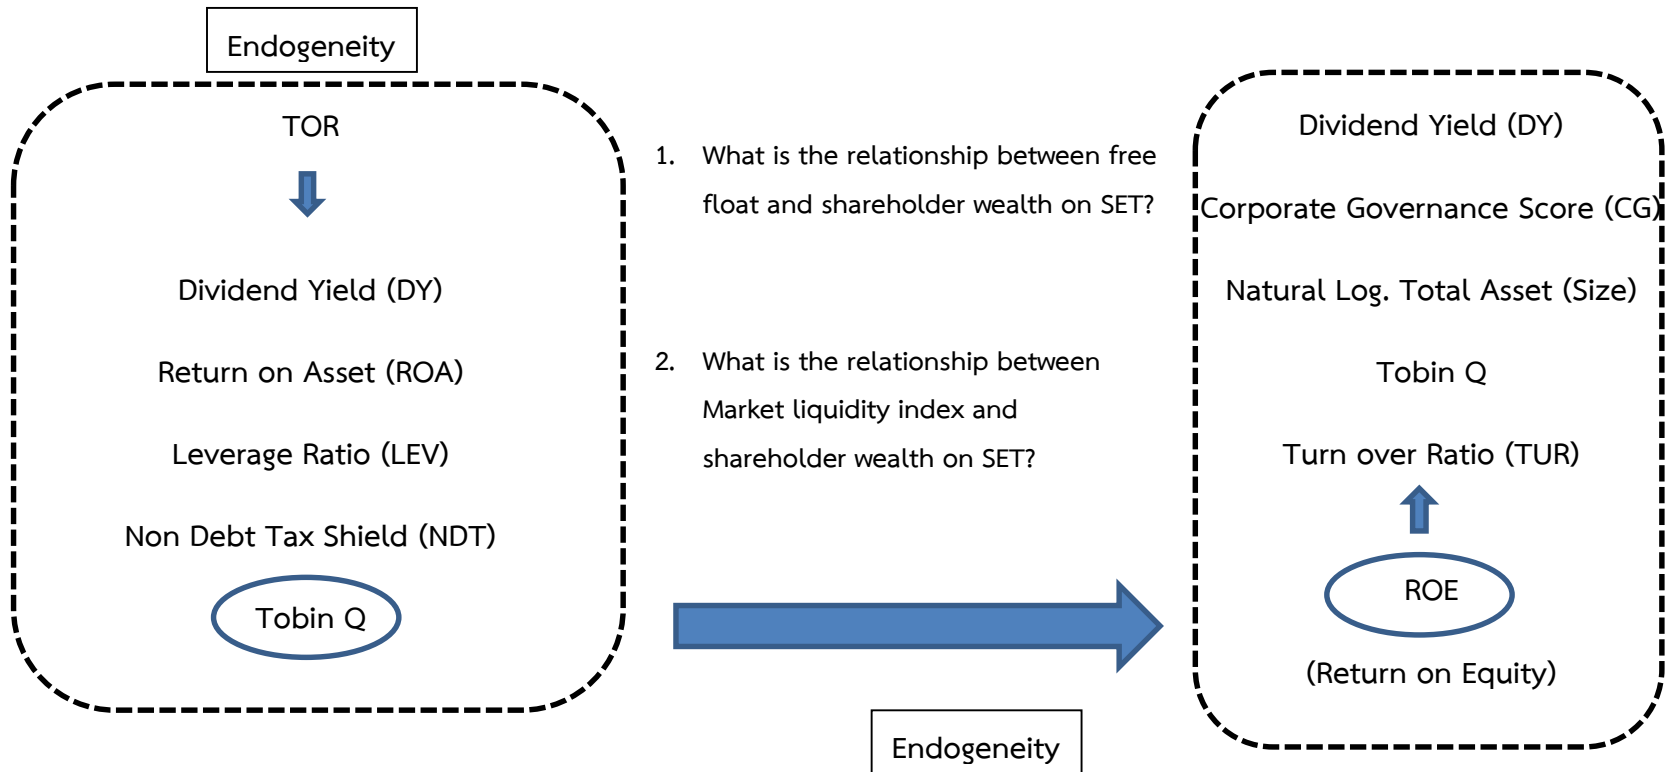 Endogeneity
TOR
Dividend Yield (DY)
Return on Asset (ROA)
Leverage Ratio (LEV)
Non Debt Tax Shield (NDT)
Tobin Q
1. What is the relationship between free
float and shareholder wealth on SET?
2. What is the relationship between
Market liquidity index and
shareholder wealth on SET?
Dividend Yield (DY)
Corporate Governance Score (CG)
Natural Log. Total Asset (Size)
Tobin Q
Turn over Ratio (TUR)
ROE
(Return on Equity)
Endogeneity